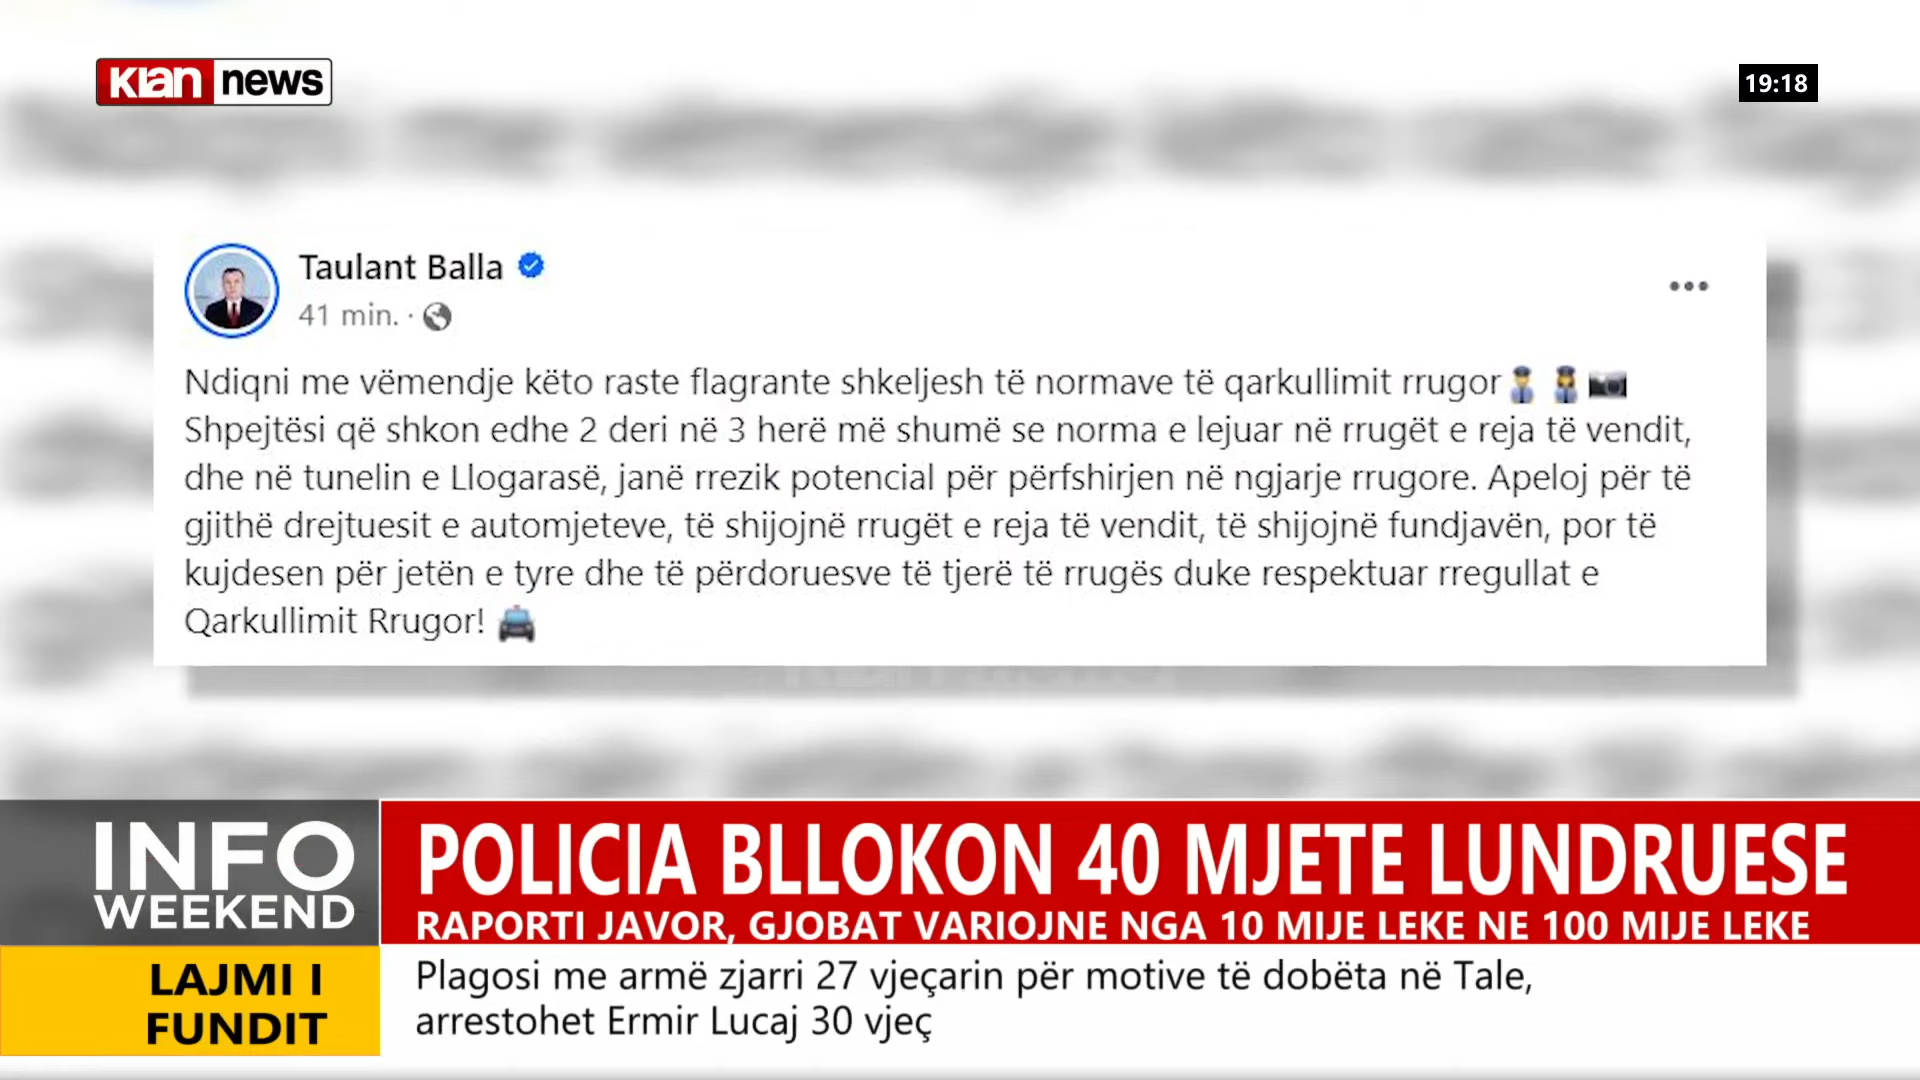 Klan news
19:18
Taulant Balla
41 min. ·
Ndiqni me vëmendje këto raste flagrante shkeljesh të normave të qarkullimit rrugor
Shpejtësi që shkon edhe 2 deri në 3 herë më shumë se norma e lejuar në rrugët e reja të vendit,
dhe në tunelin e Llogarasë, janë rrezik potencial për përfshirjen në ngjarje rrugore. Apeloj për të
gjithë drejtuesit e automjeteve, të shijojnë rrugët e reja të vendit, të shijojnë fundjavën, por të
kujdesen për jetën e tyre dhe të përdoruesve të tjerë të rrugës duke respektuar rregullat e
Qarkullimit Rrugor!
INFO
WEEKEND
POLICIA BLLOKON 40 MJETE LUNDRUESE
RAPORTI JAVOR, GJOBAT VARIOJNE NGA 10 MIJE LEKE NE 100 MIJE LEKE
LAJMI I
FUNDIT
Plagosi me armë zjarri 27 vjeçarin për motive të dobëta në Tale,
arrestohet Ermir Lucaj 30 vjeç